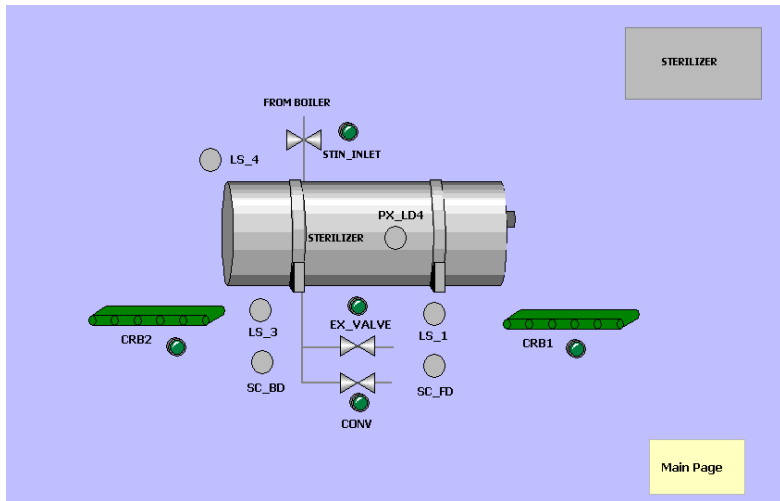 STERILIZER
FROM BOILER
STIN_INLET
LS_4
PX_LD4
STERILIZER
LS_3
EX_VALVE
LS_1
CRB2
CRB1
SC_BD
SC_FD
CONV
Main Page